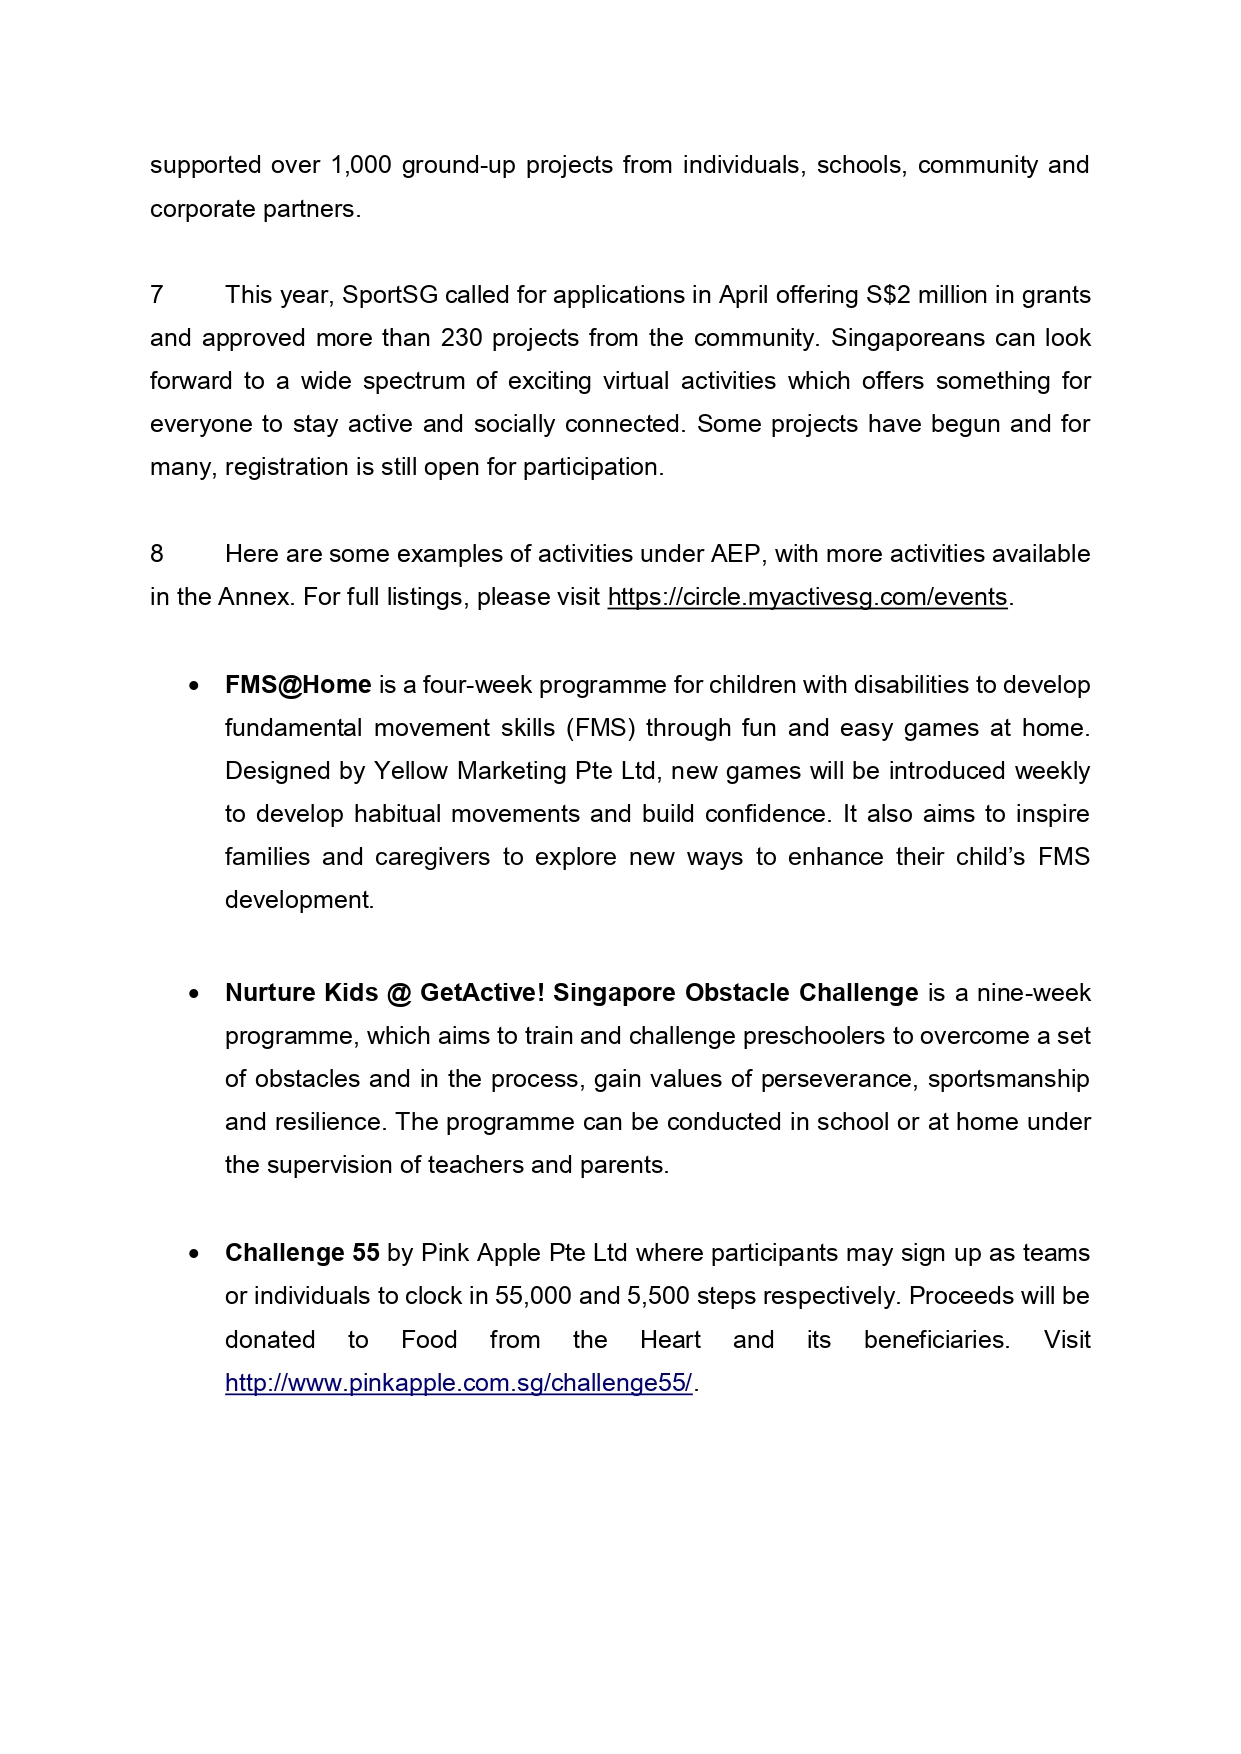 supported over 1,000 ground-up projects from individuals, schools, community and
corporate partners.
7 This year, SportSG called for applications in April offering S$2 million in grants
and approved more than 230 projects from the community. Singaporeans can look
forward to a wide spectrum of exciting virtual activities which offers something for
everyone to stay active and socially connected. Some projects have begun and for
many, registration is still open for participation.
8 Here are some examples of activities under AEP, with more activities available
in the Annex. For full listings, please visit https://circle.myactivesg.com/events.
• FMS@Home is a four-week programme for children with disabilities to develop
fundamental movement skills (FMS) through fun and easy games at home.
Designed by Yellow Marketing Pte Ltd, new games will be introduced weekly
to develop habitual movements and build confidence. It also aims to inspire
families and caregivers to explore new ways to enhance their child’s FMS
development.
• Nurture Kids @ GetActive! Singapore Obstacle Challenge is a nine-week
programme, which aims to train and challenge preschoolers to overcome a set
of obstacles and in the process, gain values of perseverance, sportsmanship
and resilience. The programme can be conducted in school or at home under
the supervision of teachers and parents.
• Challenge 55 by Pink Apple Pte Ltd where participants may sign up as teams
or individuals to clock in 55,000 and 5,500 steps respectively. Proceeds will be
donated to Food from the Heart and its beneficiaries. Visit
http://www.pinkapple.com.sg/challenge55/.